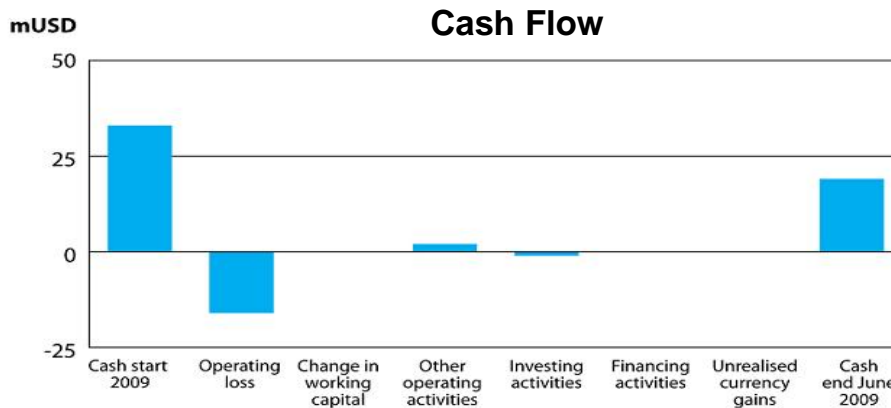 mUSD
Cash Flow
50
25
0
-25
Cash start
2009
Operating
loss
Change in
working
capital
Other
operating
activities
Investing
activities
Financing
activities
Unrealised
currency
gains
Cash
end June
2009